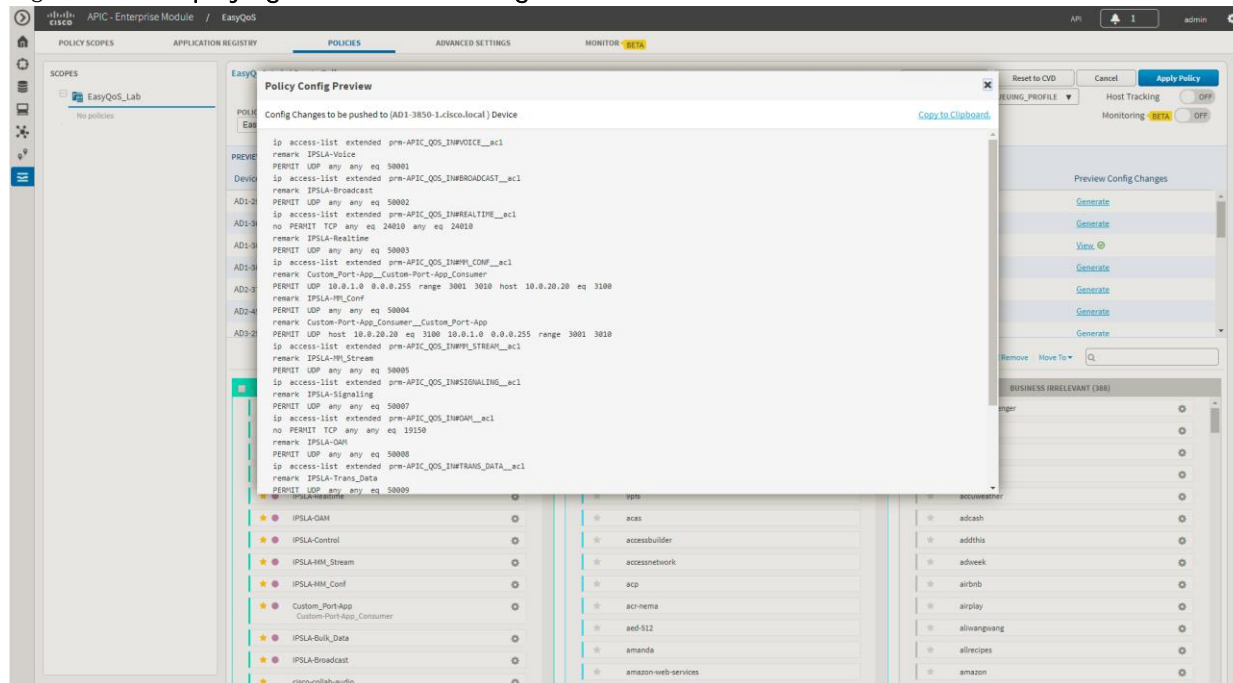 cisco APIC - Enterprise Module / EasyQoS API 1 admin
POLICY SCOPES APPLICATION REGISTRY POLICIES ADVANCED SETTINGS MONITOR BETA
SCOPES
EasyQoS_Lab
No policies
Reset to CVD Cancel Apply Policy
Host Tracking OFF
Monitoring BETA OFF
Preview Config Changes
Generate
Generate
View
Generate
Generate
Generate
Generate
Policy Config Preview
Config Changes to be pushed to (AD1-3850-1.cisco.local ) Device Copy to Clipboard.
ip access-list extended prm-APIC_QOS_IN#VOICE__acl
remark IPSLA-Voice
PERMIT UDP any any eq 50001
ip access-list extended prm-APIC_QOS_IN#BROADCAST__acl
remark IPSLA-Broadcast
PERMIT UDP any any eq 50002
ip access-list extended prm-APIC_QOS_IN#REALTIME__acl
no PERMIT TCP any eq 24010 any eq 24010
remark IPSLA-Realtime
PERMIT UDP any any eq 50003
ip access-list extended prm-APIC_QOS_IN#MM_CONF__acl
remark Custom_Port-App__Custom-Port-App_Consumer
PERMIT UDP 10.0.1.0 0.0.0.255 range 3001 3010 host 10.0.20.20 eq 3100
remark IPSLA-MM_Conf
PERMIT UDP any any eq 50004
remark Custom-Port-App_Consumer__Custom_Port-App
PERMIT UDP host 10.0.20.20 eq 3100 10.0.1.0 0.0.0.255 range 3001 3010
ip access-list extended prm-APIC_QOS_IN#MM_STREAM__acl
remark IPSLA-MM_Stream
PERMIT UDP any any eq 50005
ip access-list extended prm-APIC_QOS_IN#SIGNALING__acl
remark IPSLA-Signaling
PERMIT UDP any any eq 50007
ip access-list extended prm-APIC_QOS_IN#OAM__acl
no PERMIT TCP any any eq 19150
remark IPSLA-OAM
PERMIT UDP any any eq 50008
ip access-list extended prm-APIC_QOS_IN#TRANS_DATA__acl
remark IPSLA-Trans_Data
PERMIT UDP any any eq 50009
Remove Move To
BUSINESS IRRELEVANT (388)
IPSLA-Realtime vpts accuweather
IPSLA-OAM acas adcash
IPSLA-Control accessbuilder addthis
IPSLA-MM_Stream accessnetwork adweek
IPSLA-MM_Conf acp airbnb
Custom_Port-App acr-nema airplay
Custom-Port-App_Consumer
aed-512 aliwangwang
IPSLA-Bulk_Data amanda allrecipes
IPSLA-Broadcast amazon-web-services amazon
cisco-collab-audio